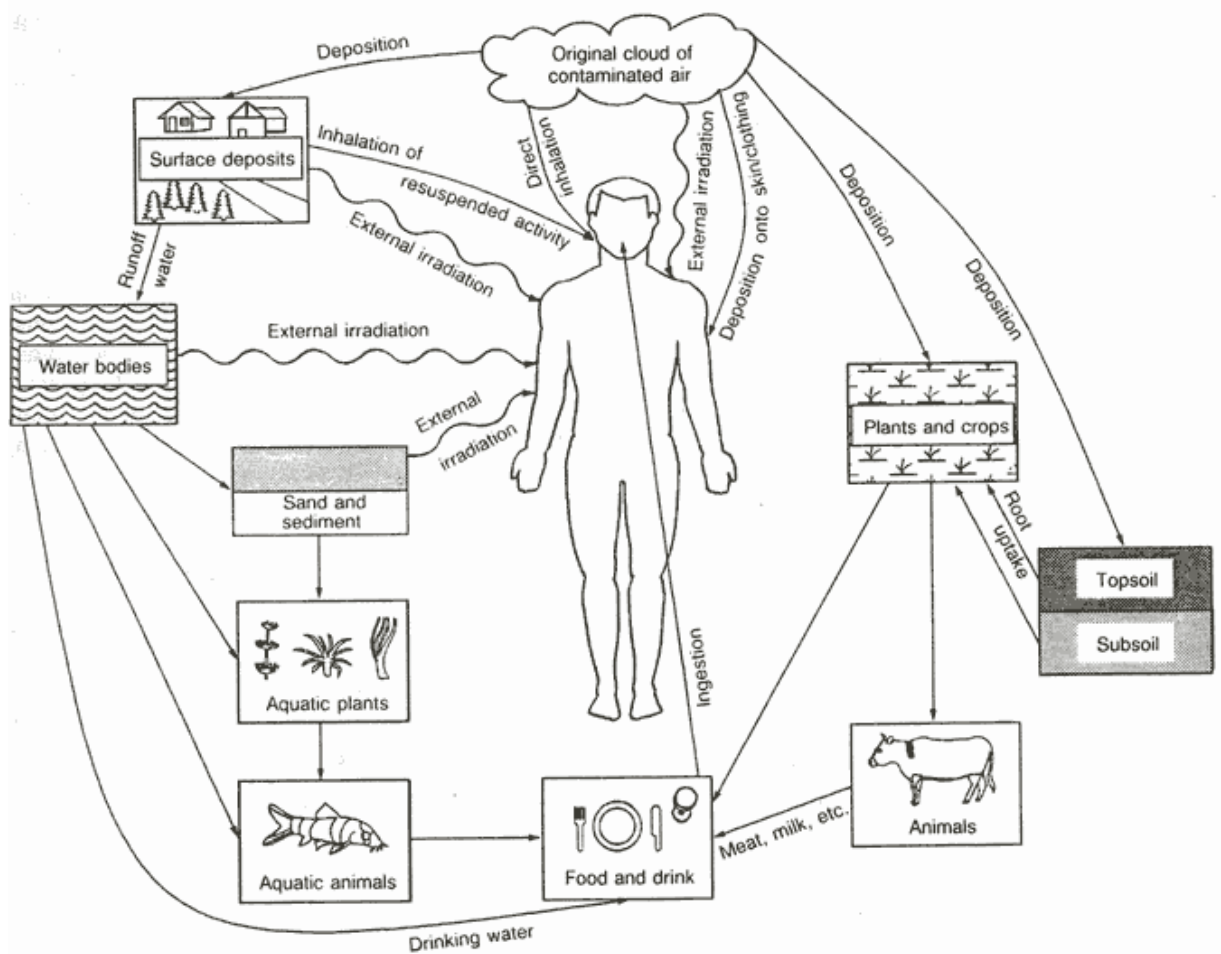 Deposition
Original cloud of
contaminated air
Surface deposits
Inhalation of
resuspended activity
Direct
inhalation
External irradiation
Deposition onto skin/clothing
Deposition
Deposition
External irradiation
Runoff
water
External irradiation
Water bodies
External
irradiation
Plants and crops
Sand and
sediment
Root
uptake
Topsoil
Subsoil
Aquatic plants
Ingestion
Aquatic animals
Food and drink
Meat, milk, etc.
Animals
Drinking water